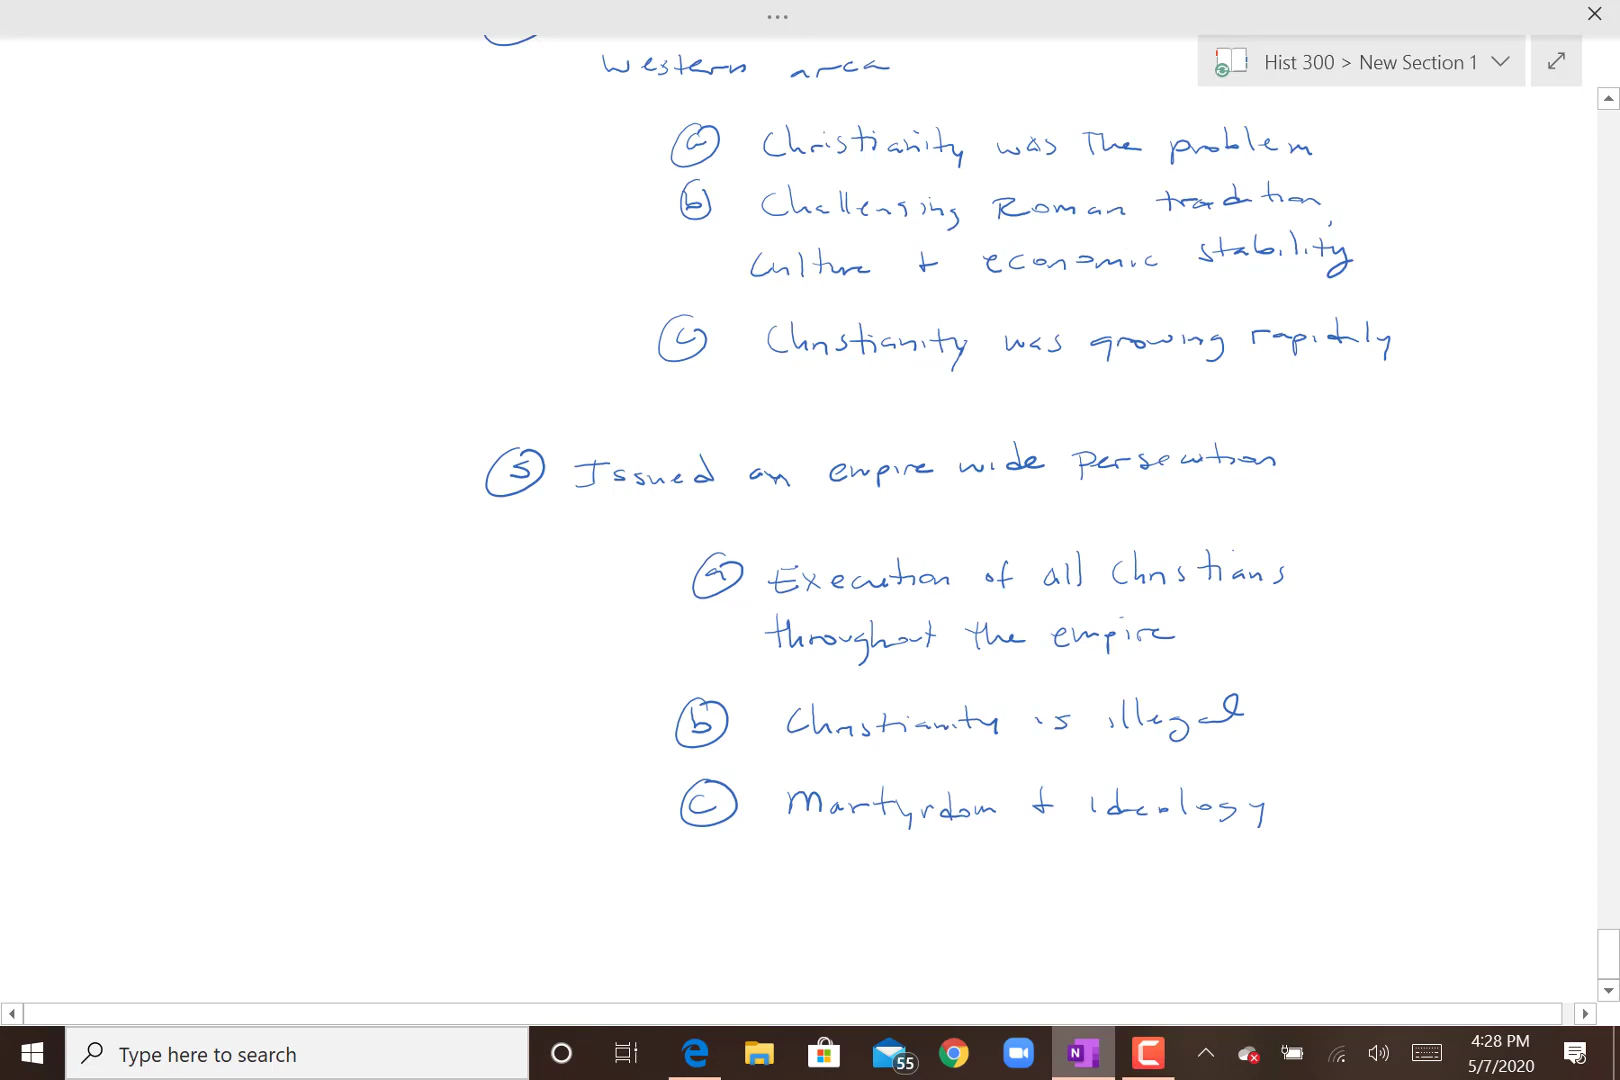 ...
Hist 300 > New Section 1
Western area
a Christianity was the problem
b Challenging Roman tradition,
culture + economic stability
c Christianity was growing rapidly
5 Issued an empire wide persecution
a Execution of all Christians
throughout the empire
b Christianity is illegal
c Martyrdom + ideology
Type here to search
55
N
4:28 PM
5/7/2020